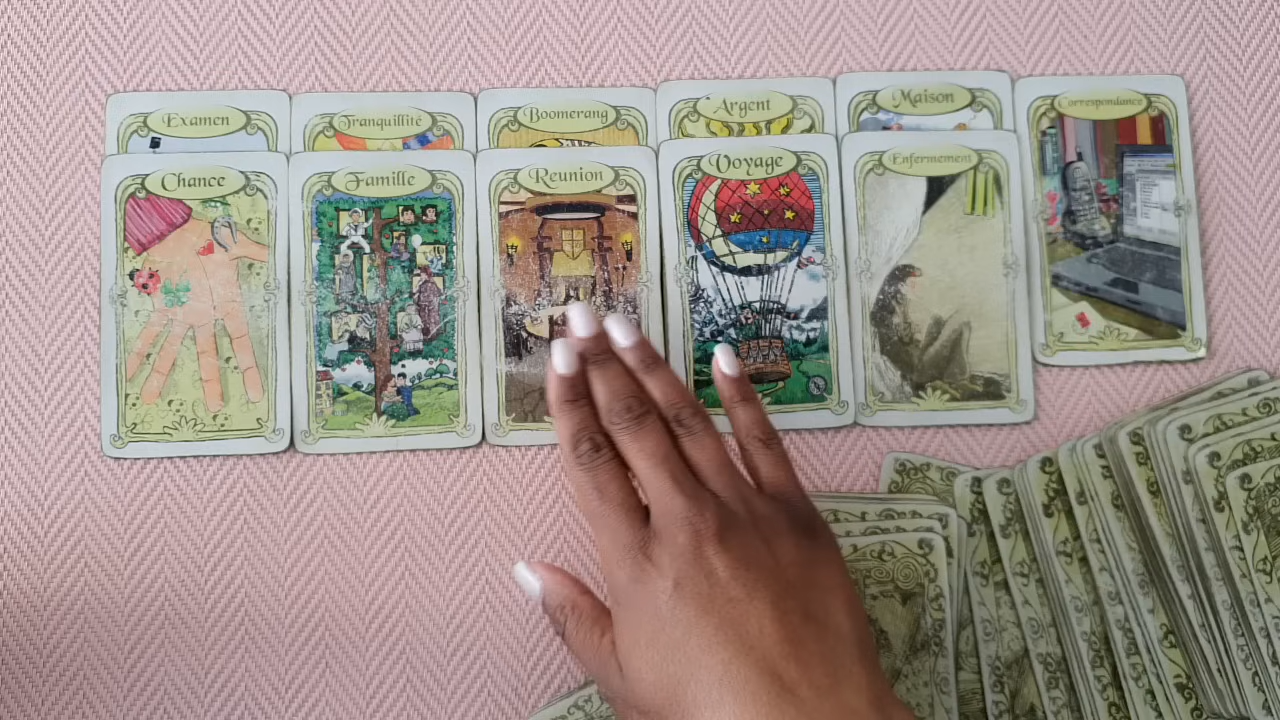 Examen
Tranquillité
Boomerang
Argent
Maison
Correspondance
Chance
Famille
Reunion
Voyage
Enfermement